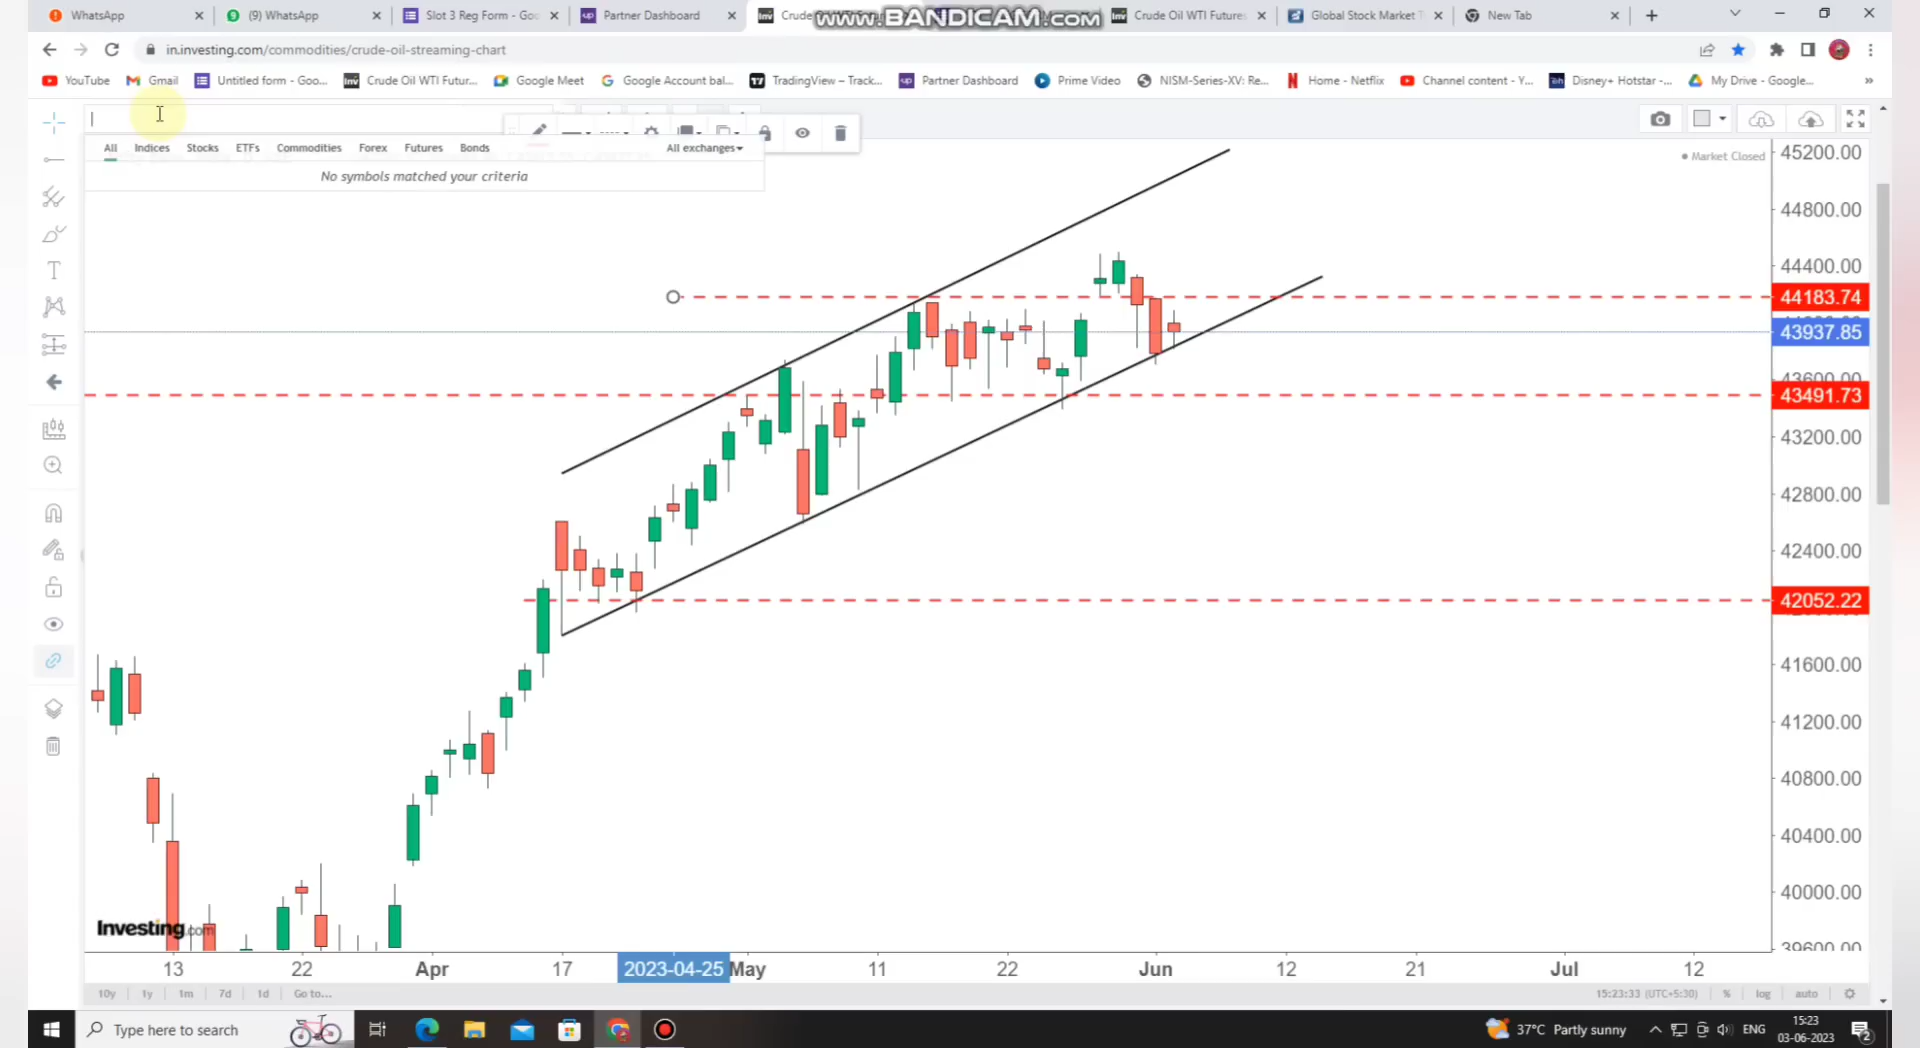 WhatsApp
(9) WhatsApp
Slot 3 Reg Form - Goo
Partner Dashboard
www.BANDICAM.com
Crude Oil WTI Futures
Global Stock Market
New Tab
in.investing.com/commodities/crude-oil-streaming-chart
YouTube
Gmail
Untitled form - Goo...
Crude Oil WTI Futur...
Google Meet
Google Account bal...
TradingView – Track...
Partner Dashboard
Prime Video
NISM-Series-XV: Re...
Home - Netflix
Channel content - Y...
Disney+ Hotstar -...
My Drive - Google...
All
Indices
Stocks
ETFs
Commodities
Forex
Futures
Bonds
All exchanges
No symbols matched your criteria
Market Closed
45200.00
44800.00
44400.00
44183.74
43937.85
43600.00
43491.73
43200.00
42800.00
42400.00
42052.22
41600.00
41200.00
40800.00
40400.00
40000.00
39600.00
Investing.com
13
22
Apr
17
2023-04-25
May
11
22
Jun
12
21
Jul
12
10y
1y
1m
7d
1d
Go to...
15:23:33 (UTC+5:30)
%
log
auto
Type here to search
37°C Partly sunny
ENG
15:23
03-06-2023
2